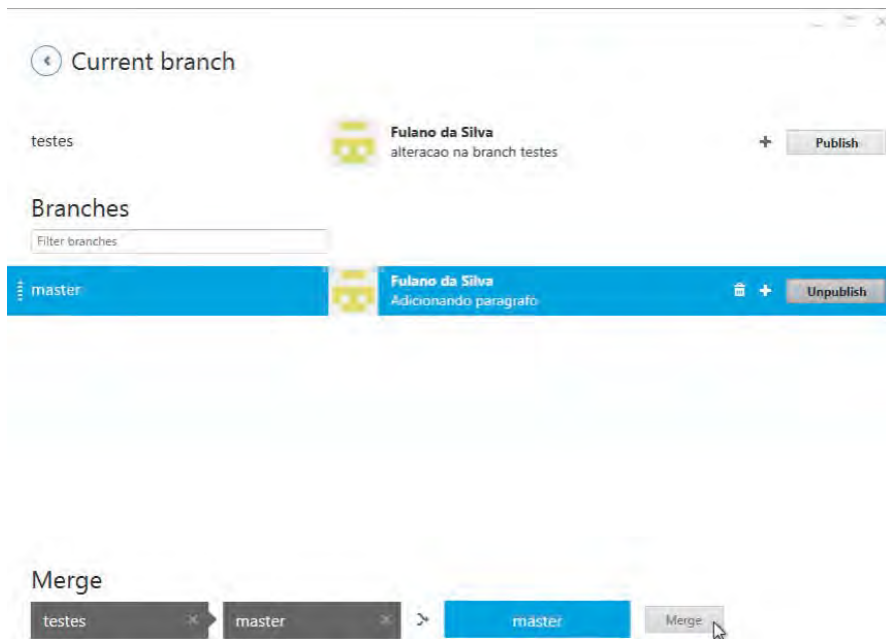 Current branch
testes
Fulano da Silva
alteracao na branch testes
Publish
Branches
Filter branches
master
Fulano da Silva
Adicionando paragrafo
Unpublish
Merge
testes master master Merge